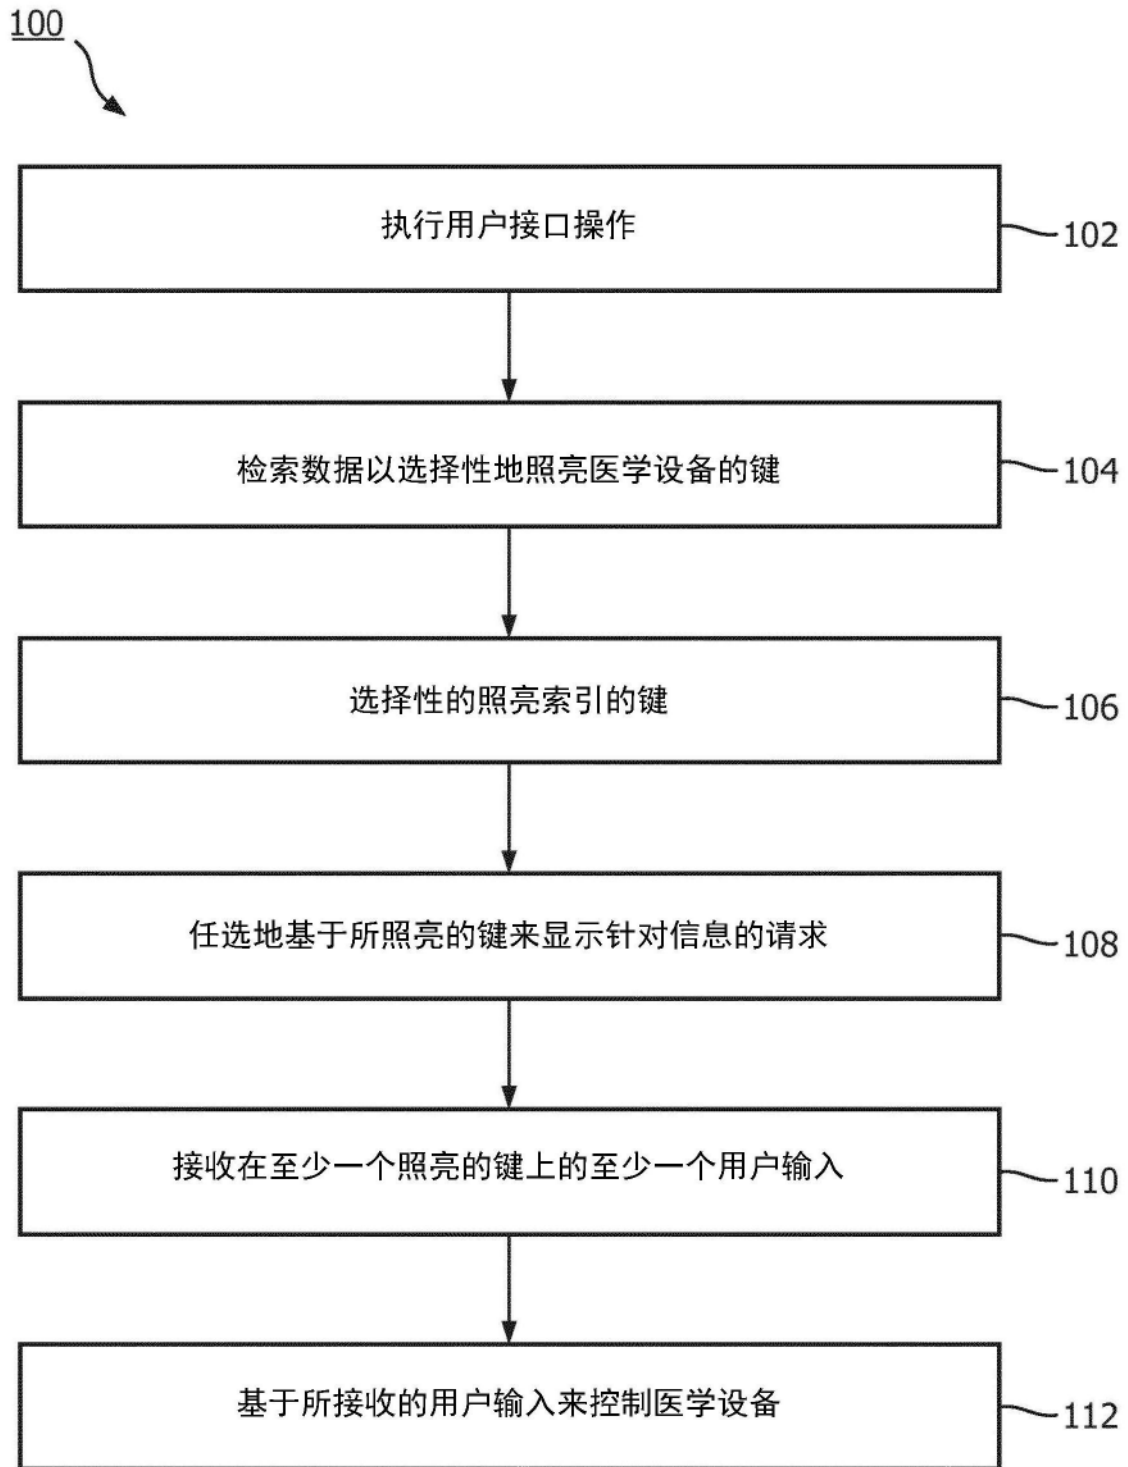 100
执行用户接口操作
102
检索数据以选择性地照亮医学设备的键
104
选择性的照亮索引的键
106
任选地基于所照亮的键来显示针对信息的请求
108
接收在至少一个照亮的键上的至少一个用户输入
110
基于所接收的用户输入来控制医学设备
112